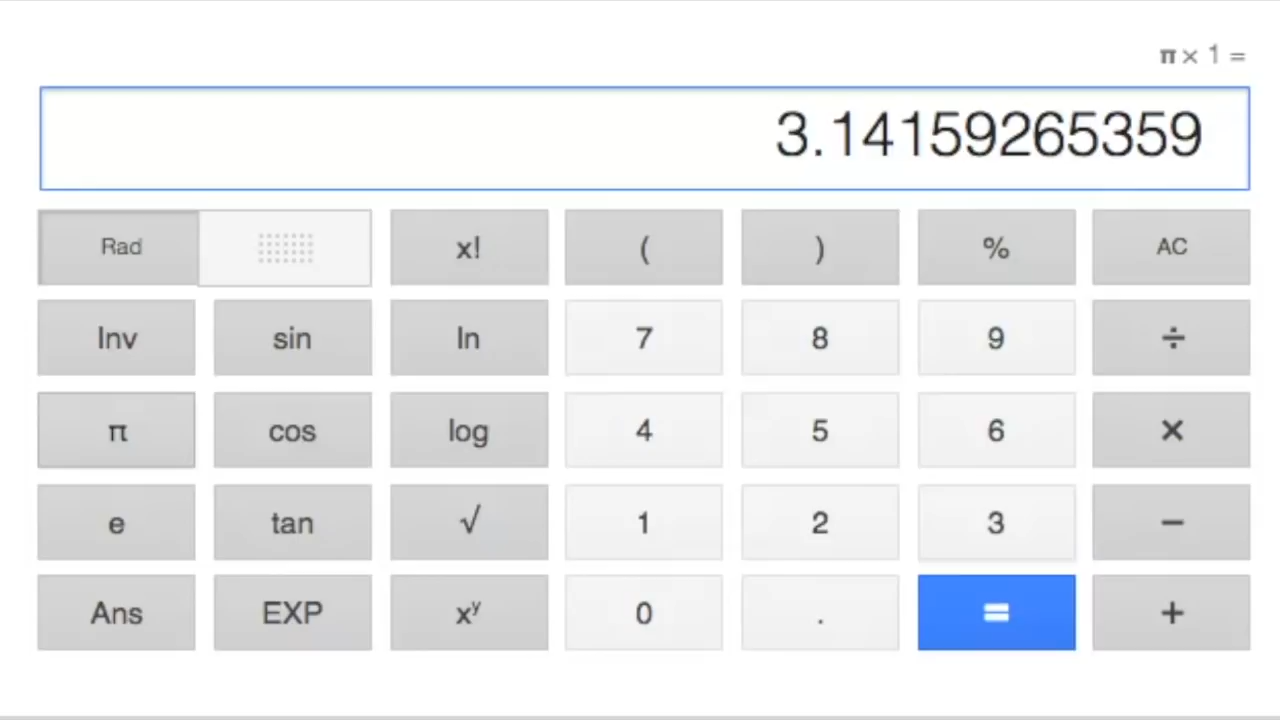 π × 1 =
3.14159265359
Rad x! ( ) % AC
Inv sin ln 7 8 9 ÷
π cos log 4 5 6 ×
e tan √ 1 2 3 −
Ans EXP xʸ 0 . = +